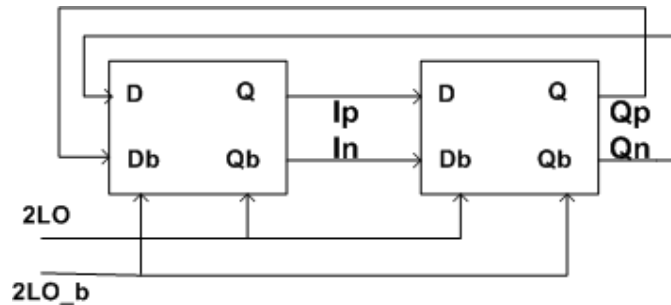 D Q D Q
Ip Qp
Db Qb In Db Qb Qn
2LO
2LO_b